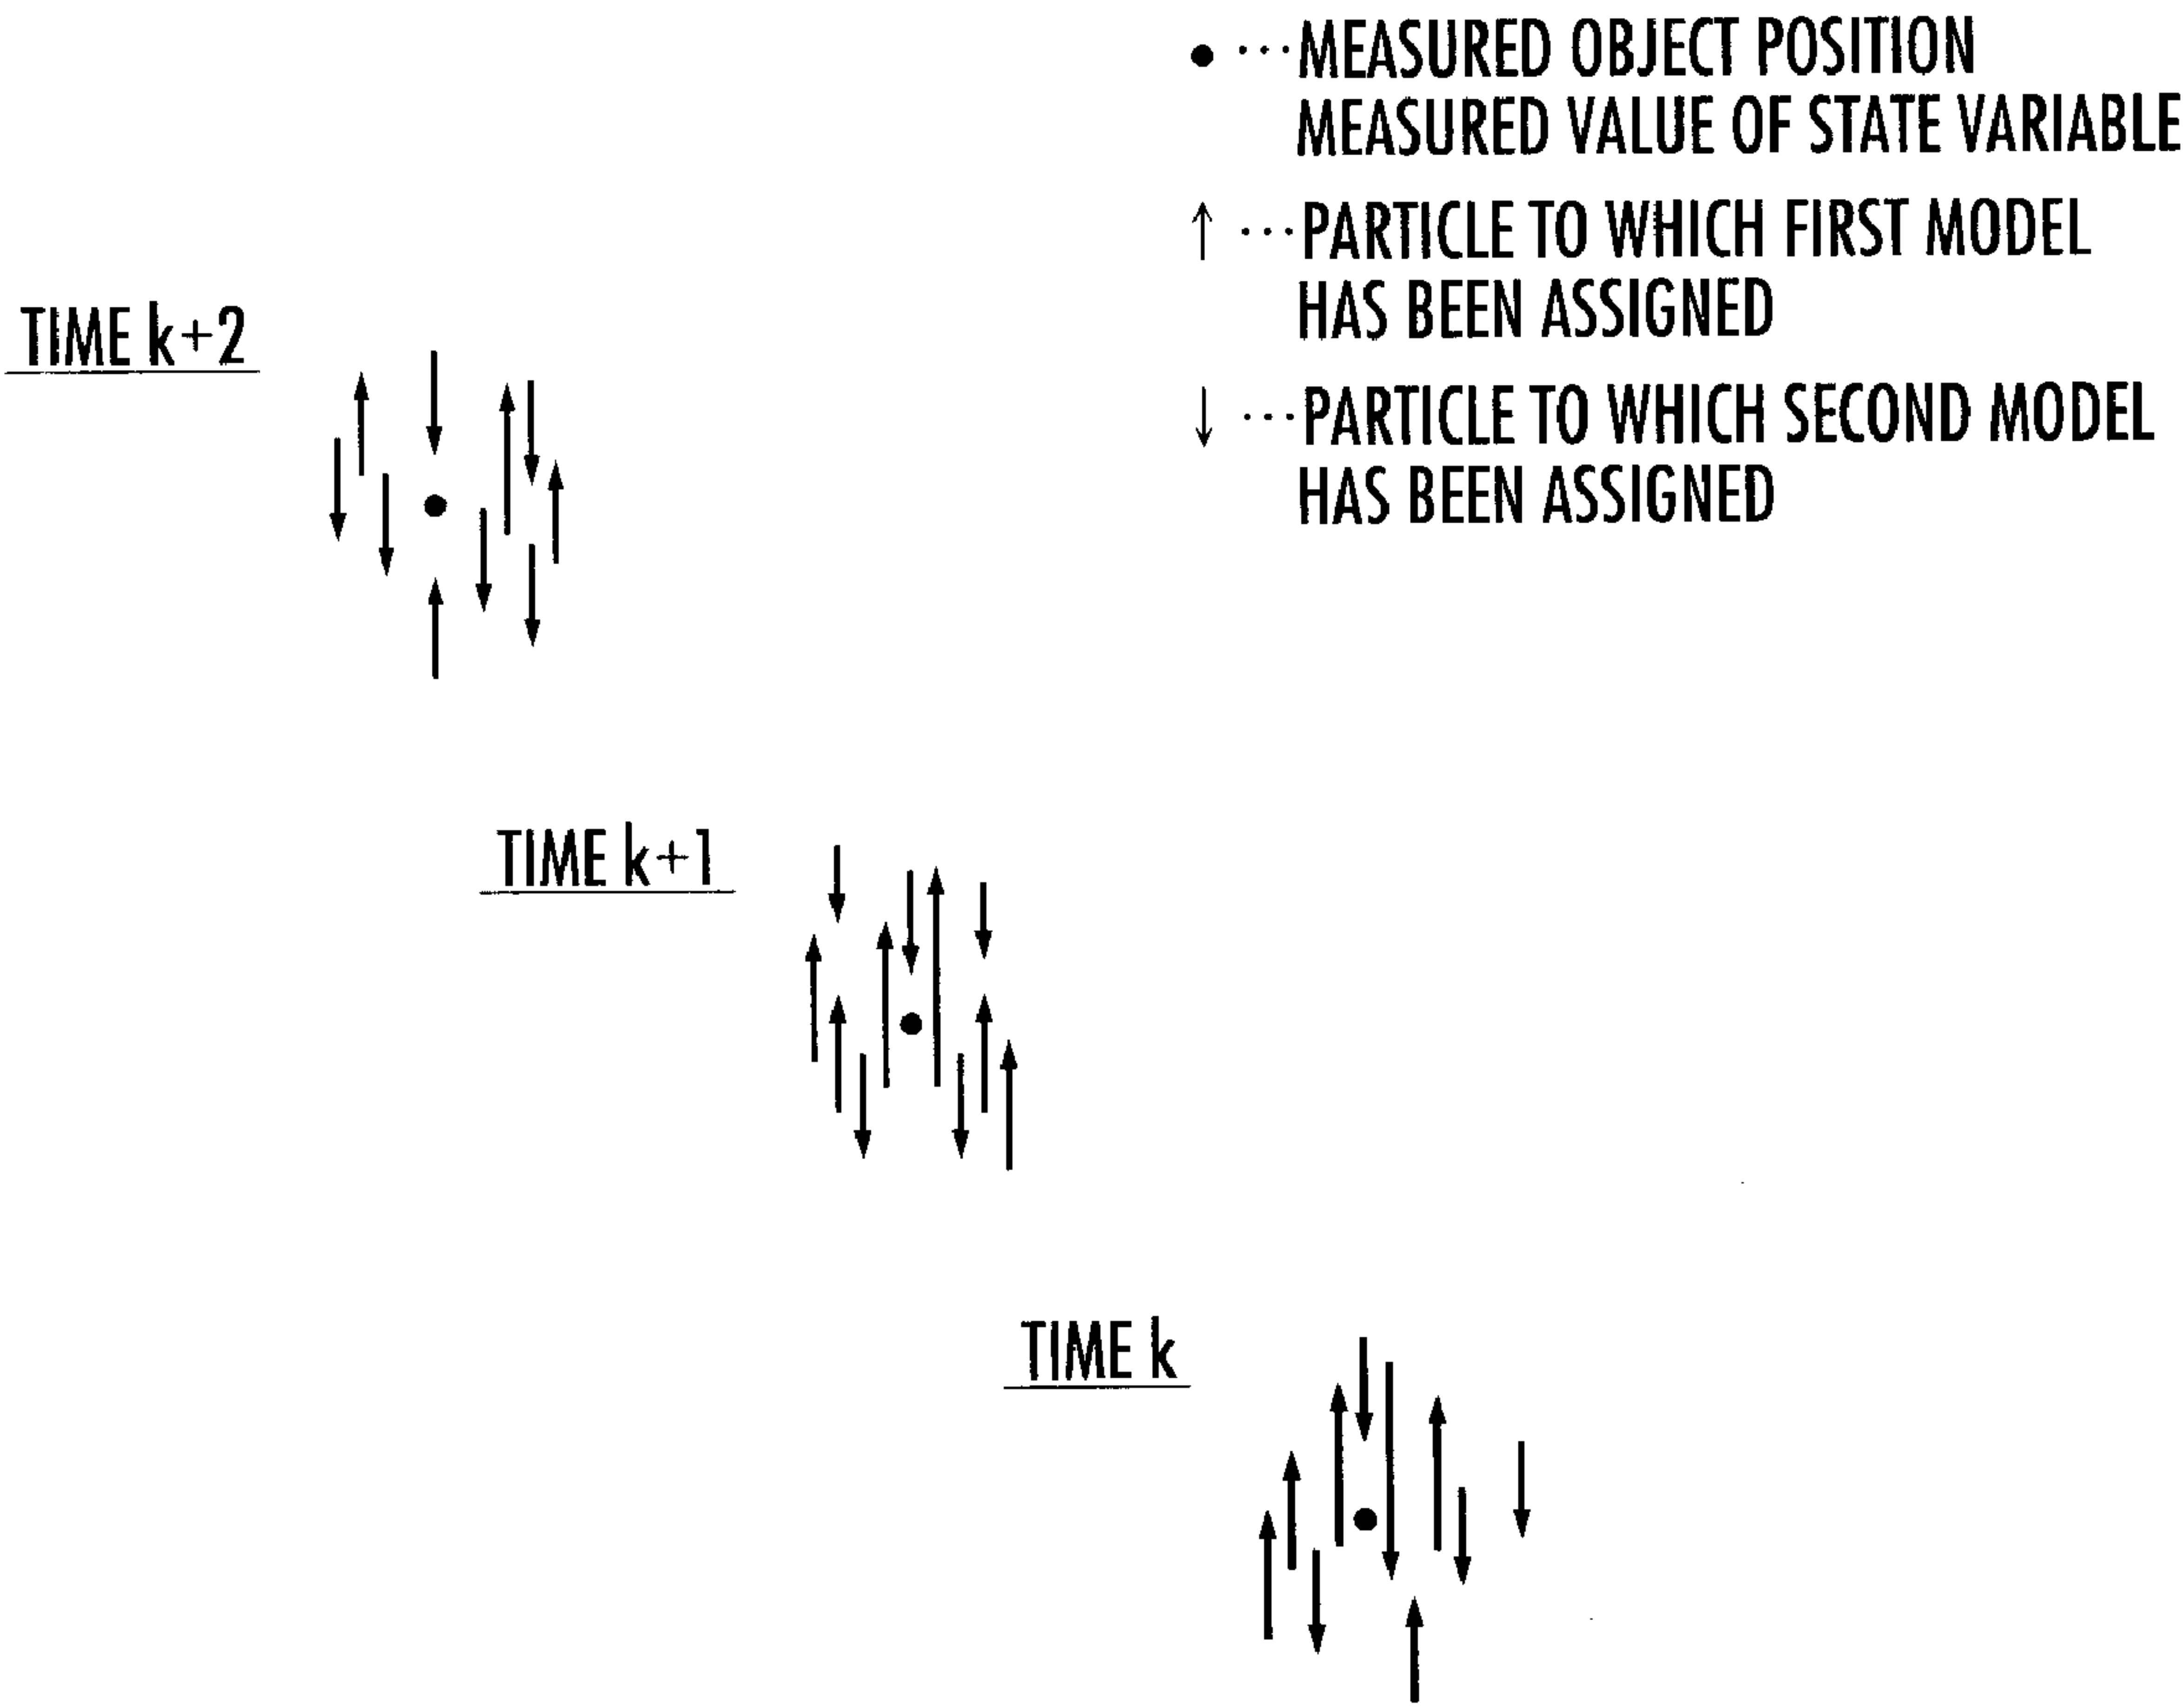 ● ···MEASURED OBJECT POSITION
MEASURED VALUE OF STATE VARIABLE
↑ ···PARTICLE TO WHICH FIRST MODEL
HAS BEEN ASSIGNED
↓ ···PARTICLE TO WHICH SECOND MODEL
HAS BEEN ASSIGNED
TIME k+2
TIME k+1
TIME k